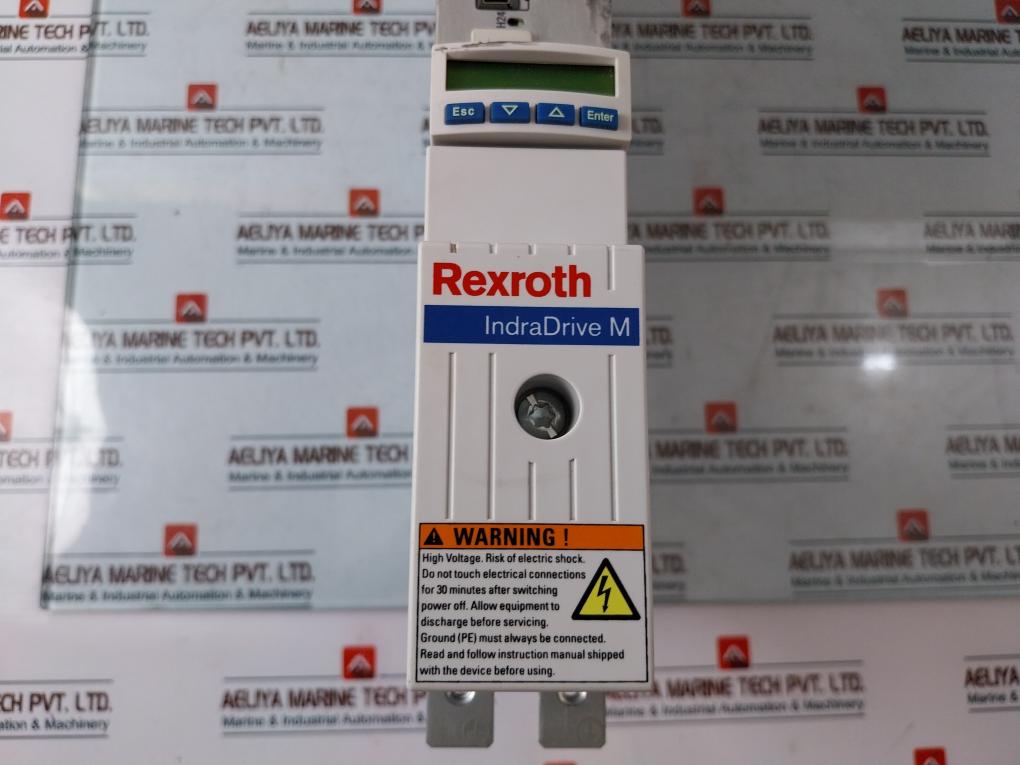 H24
Esc
Enter
Rexroth
IndraDrive M
WARNING !
High Voltage. Risk of electric shock.
Do not touch electrical connections
for 30 minutes after switching
power off. Allow equipment to
discharge before servicing.
Ground (PE) must always be connected.
Read and follow instruction manual shipped
with the device before using.
AELIYA MARINE TECH PVT. LTD.
Marine & Industrial Automation & Machinery